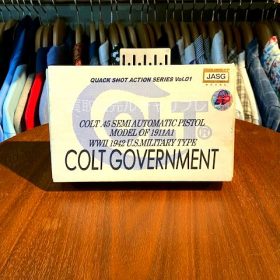 QUACK SHOT ACTION SERIES Vol.01
JASG
COLT .45 SEMI AUTOMATIC PISTOL
MODEL OF 1911A1
WWII 1942 U.S.MILITARY TYPE
COLT GOVERNMENT